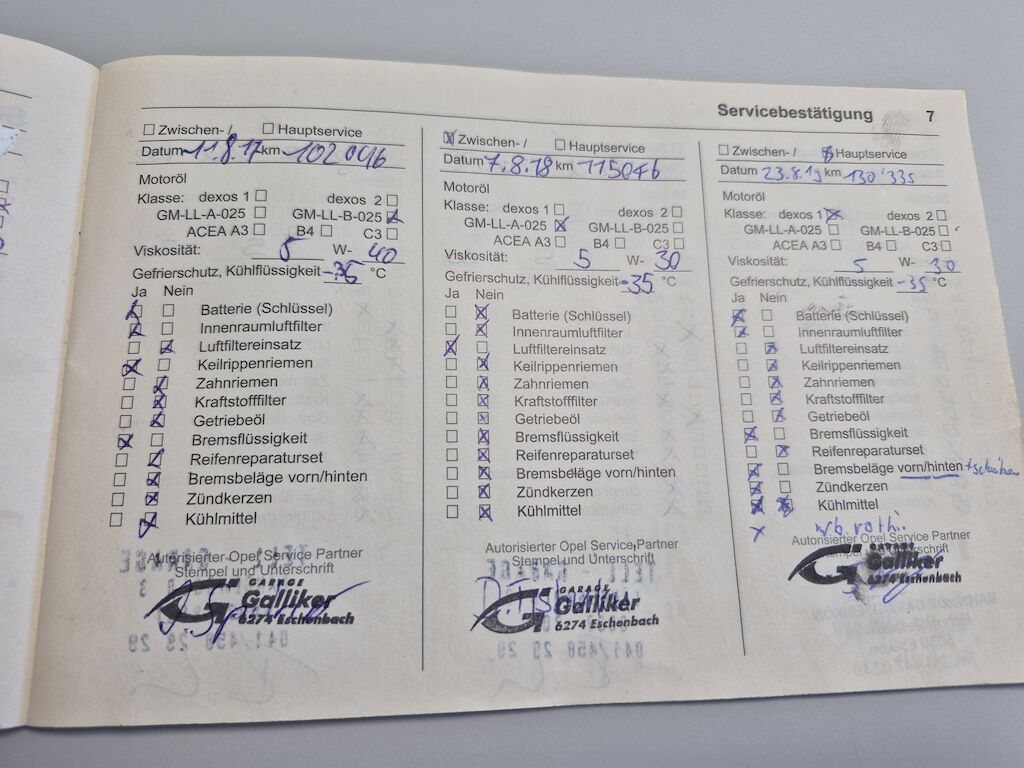 Servicebestätigung 7
☐ Zwischen- / ☐ Hauptservice
Datum 11.8.17 km 102 046
Motoröl
Klasse: dexos 1 ☐ dexos 2 ☐
GM-LL-A-025 ☐ GM-LL-B-025 ☒
ACEA A3 ☐ B4 ☐ C3 ☐
Viskosität: 5 W- 40
Gefrierschutz, Kühlflüssigkeit -35 °C
Ja Nein
☒ ☐ Batterie (Schlüssel)
☒ ☐ Innenraumluftfilter
☐ ☒ Luftfiltereinsatz
☒ ☐ Keilrippenriemen
☐ ☒ Zahnriemen
☐ ☒ Kraftstofffilter
☐ ☒ Getriebeöl
☒ ☐ Bremsflüssigkeit
☐ ☒ Reifenreparaturset
☐ ☒ Bremsbeläge vorn/hinten
☐ ☒ Zündkerzen
☐ ☒ Kühlmittel
Autorisierter Opel Service Partner
Stempel und Unterschrift
GARAGE
Galliker
6274 Eschenbach
☒ Zwischen- / ☐ Hauptservice
Datum 7.8.18 km 115046
Motoröl
Klasse: dexos 1 ☐ dexos 2 ☐
GM-LL-A-025 ☒ GM-LL-B-025 ☐
ACEA A3 ☐ B4 ☐ C3 ☐
Viskosität: 5 W- 30
Gefrierschutz, Kühlflüssigkeit -35 °C
Ja Nein
☐ ☒ Batterie (Schlüssel)
☐ ☒ Innenraumluftfilter
☒ ☐ Luftfiltereinsatz
☐ ☒ Keilrippenriemen
☐ ☒ Zahnriemen
☐ ☒ Kraftstofffilter
☐ ☒ Getriebeöl
☐ ☒ Bremsflüssigkeit
☐ ☒ Reifenreparaturset
☐ ☒ Bremsbeläge vorn/hinten
☐ ☒ Zündkerzen
☐ ☒ Kühlmittel
Autorisierter Opel Service Partner
Stempel und Unterschrift
GARAGE
Galliker
6274 Eschenbach
☐ Zwischen- / ☒ Hauptservice
Datum 23.8.19 km 130'335
Motoröl
Klasse: dexos 1 ☒ dexos 2 ☐
GM-LL-A-025 ☐ GM-LL-B-025 ☐
ACEA A3 ☐ B4 ☐ C3 ☐
Viskosität: 5 W- 30
Gefrierschutz, Kühlflüssigkeit -35 °C
Ja Nein
☒ ☐ Batterie (Schlüssel)
☒ ☐ Innenraumluftfilter
☐ ☒ Luftfiltereinsatz
☐ ☒ Keilrippenriemen
☐ ☒ Zahnriemen
☐ ☒ Kraftstofffilter
☐ ☒ Getriebeöl
☒ ☐ Bremsflüssigkeit
☐ ☒ Reifenreparaturset
☒ ☐ Bremsbeläge vorn/hinten
☒ ☐ Zündkerzen
☒ ☒ Kühlmittel
Autorisierter Opel Service Partner
GARAGE
Galliker
6274 Eschenbach